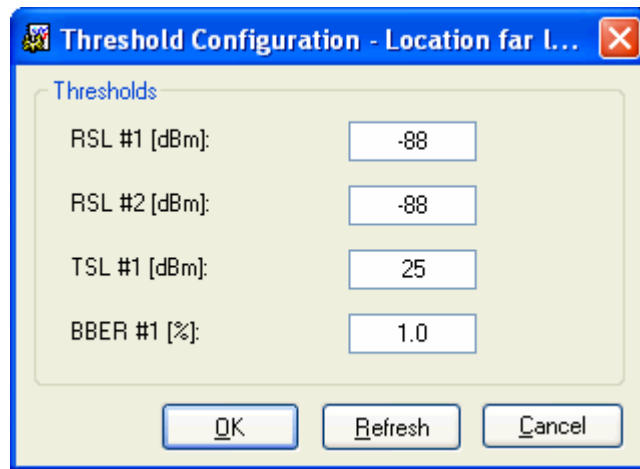 Threshold Configuration - Location far l...
Thresholds
RSL #1 [dBm]: -88
RSL #2 [dBm]: -88
TSL #1 [dBm]: 25
BBER #1 [%]: 1.0
OK Refresh Cancel